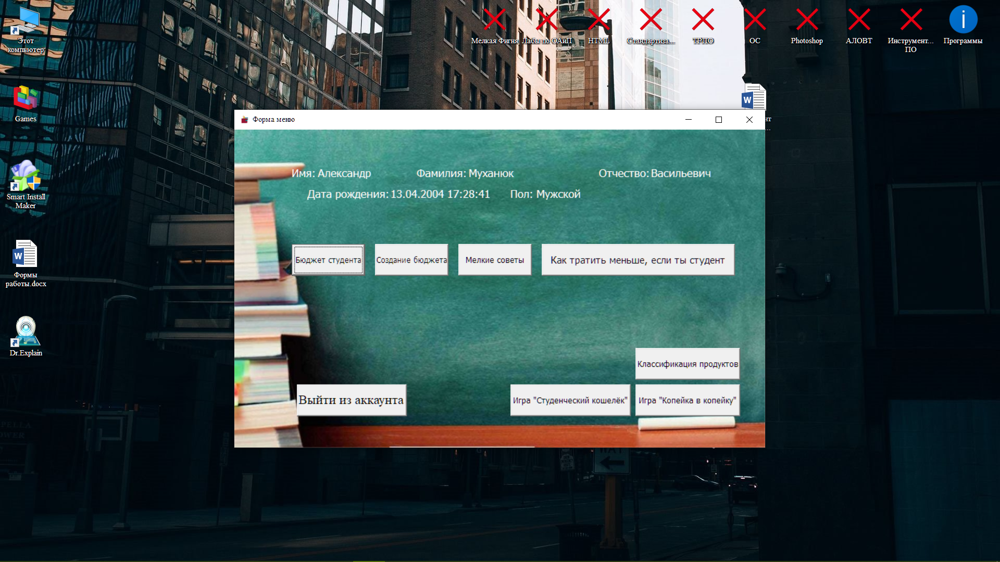 Этот
компьютер
Games
Smart Install
Maker
Формы
работы.docx
Dr.Explain
Мелкая Фигня
Лабы по ОАиП
HTML
Стандартиза...
ТРПО
ОС
Photoshop
АЛОВТ
Инструмент...
ПО
Программы
Форма меню
Имя: Александр
Фамилия: Муханюк
Отчество: Васильевич
Дата рождения: 13.04.2004 17:28:41
Пол: Мужской
Бюджет студента
Создание бюджета
Мелкие советы
Как тратить меньше, если ты студент
Классификация продуктов
Выйти из аккаунта
Игра "Студенческий кошелёк"
Игра "Копейка в копейку"